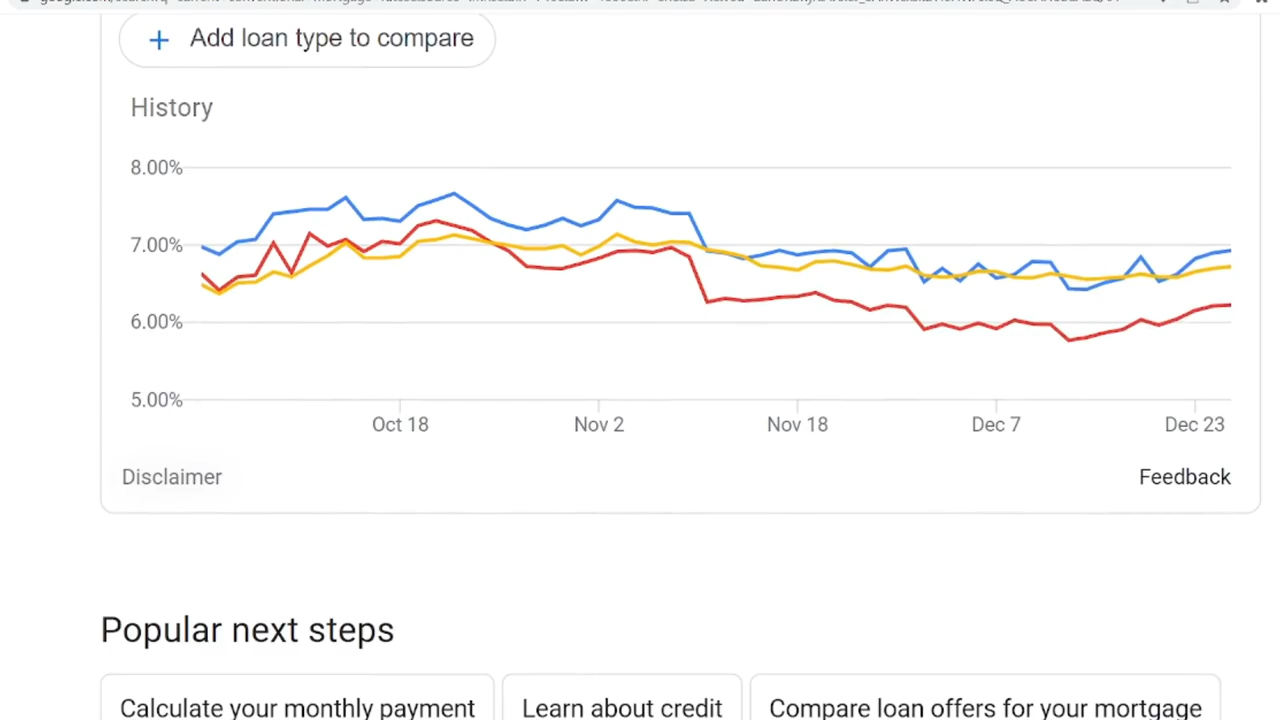 + Add loan type to compare
History
8.00%
7.00%
6.00%
5.00%
Oct 18 Nov 2 Nov 18 Dec 7 Dec 23
Disclaimer Feedback
Popular next steps
Calculate your monthly payment Learn about credit Compare loan offers for your mortgage